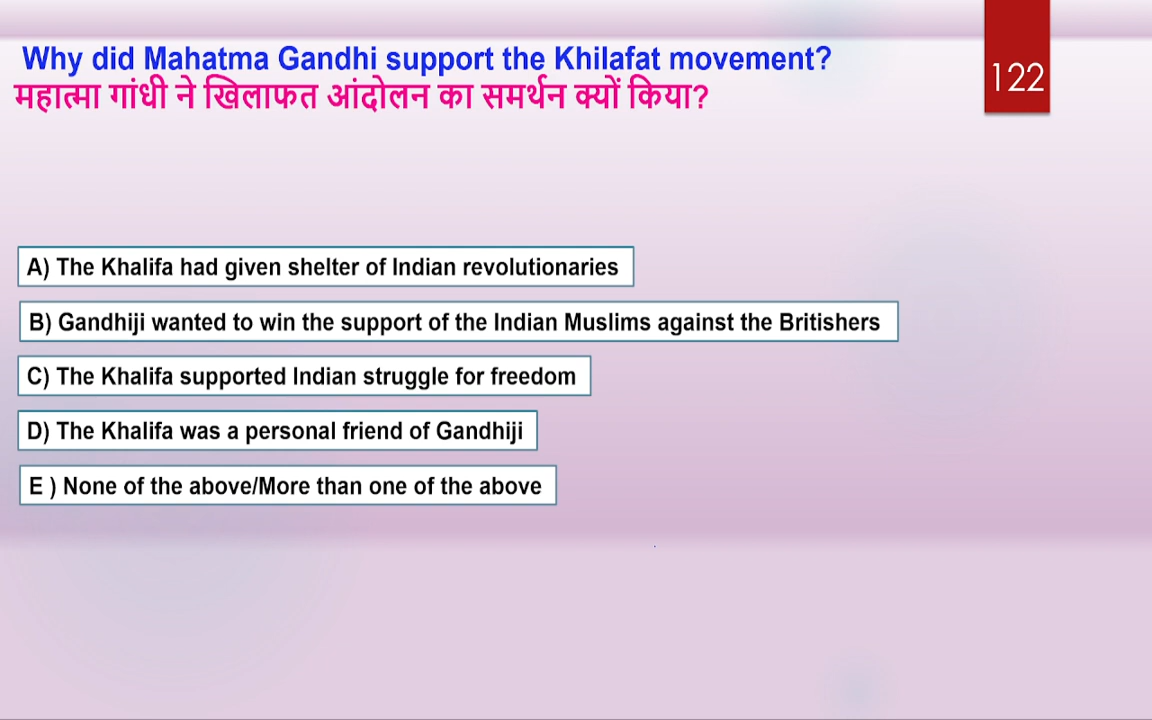 Why did Mahatma Gandhi support the Khilafat movement?
महात्मा गांधी ने खिलाफत आंदोलन का समर्थन क्यों किया?
122
A) The Khalifa had given shelter of Indian revolutionaries
B) Gandhiji wanted to win the support of the Indian Muslims against the Britishers
C) The Khalifa supported Indian struggle for freedom
D) The Khalifa was a personal friend of Gandhiji
E ) None of the above/More than one of the above